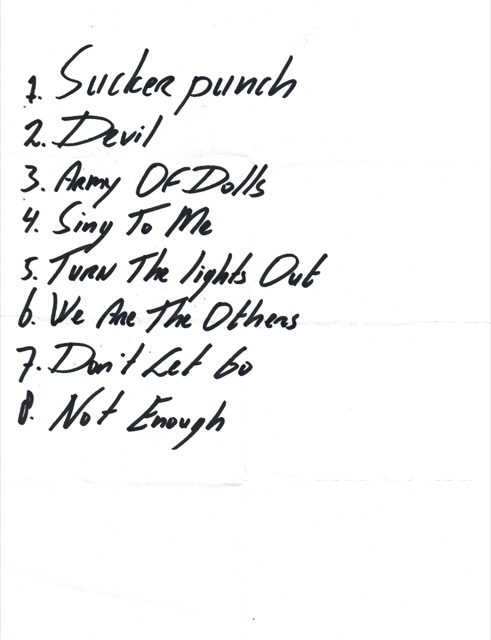 1. Sucker punch
2. Devil
3. Army Of Dolls
4. Sing To Me
5. Turn The lights Out
6. We Are The Others
7. Don't Let Go
8. Not Enough